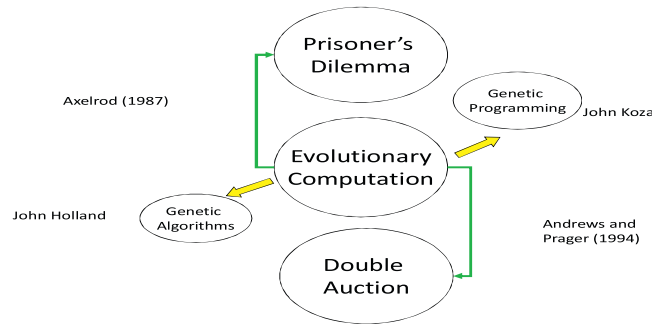 Prisoner's
Dilemma
Axelrod (1987)
Genetic
Programming
John Koza
Evolutionary
Computation
John Holland
Genetic
Algorithms
Andrews and
Prager (1994)
Double
Auction